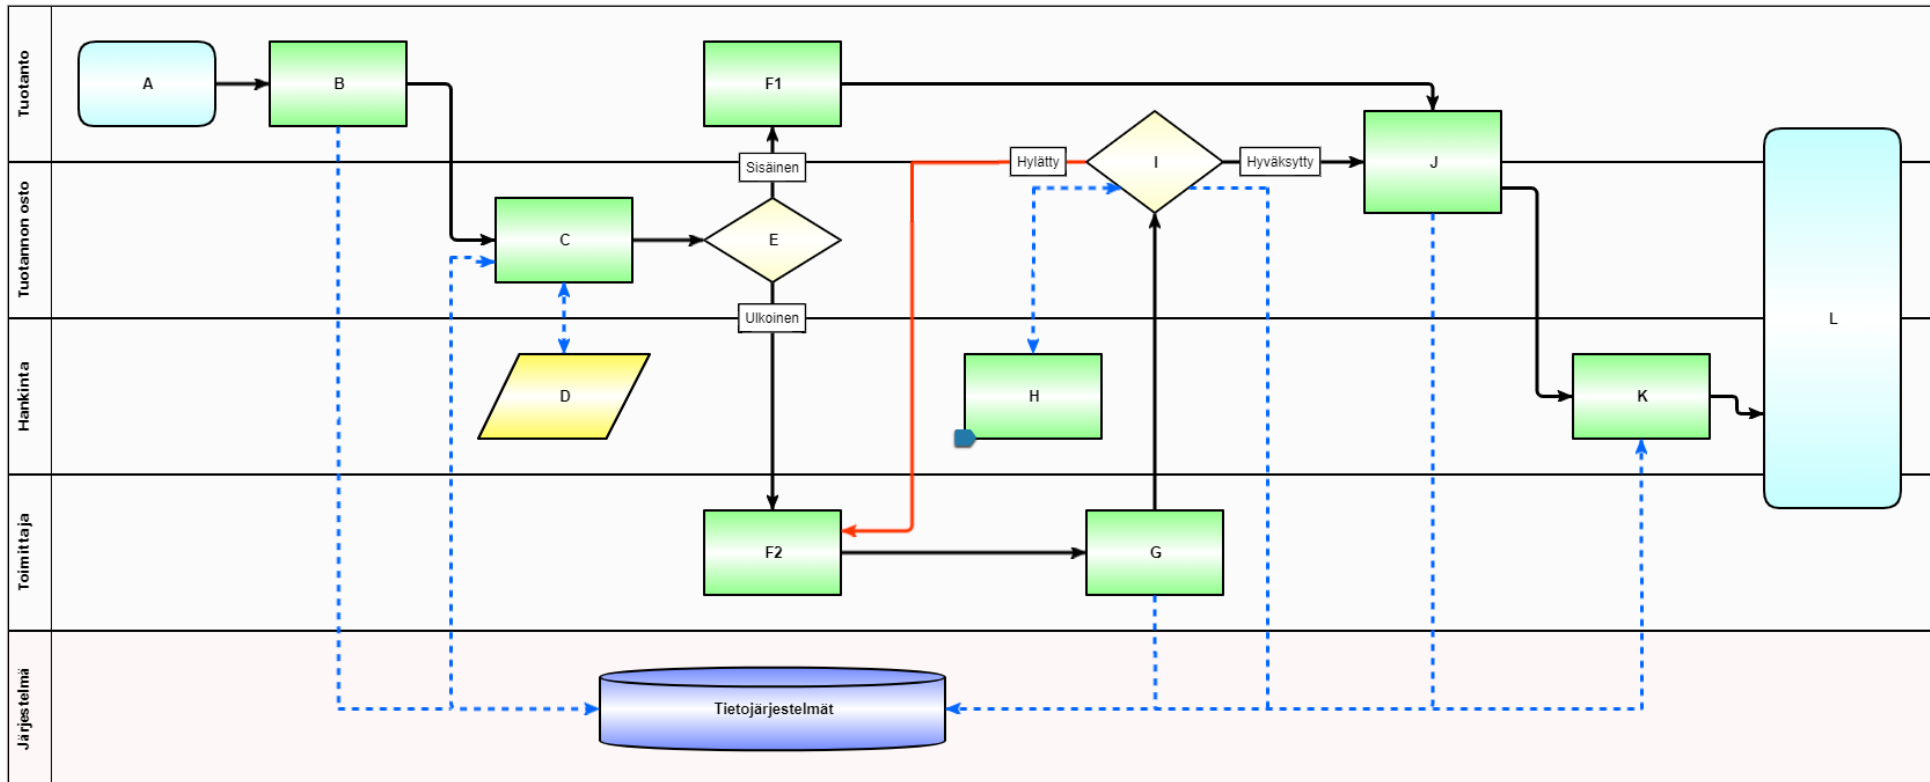 Tuotanto
A
B
F1
Sisäinen
Hylätty
I
Hyväksytty
J
Tuotannon osto
C
E
Ulkoinen
L
Hankinta
D
H
K
Toimittaja
F2
G
Järjestelmä
Tietojärjestelmät